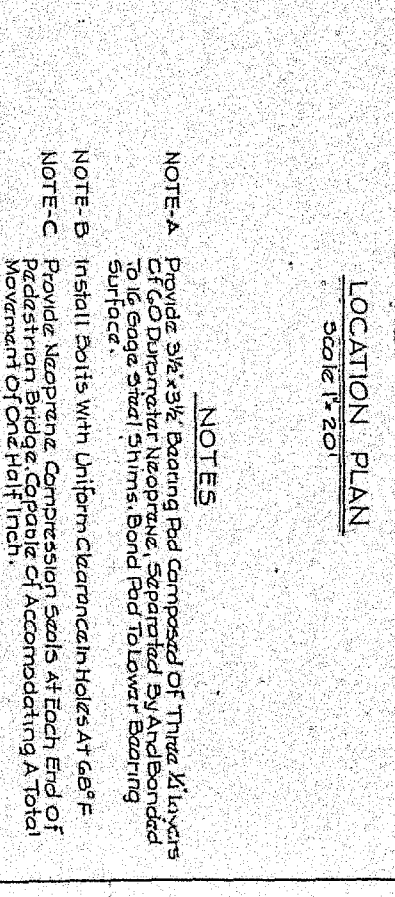 LOCATION PLAN
Scale 1"=20'
NOTES
NOTE-A Provide 3½"x3½" Bearing Pad Composed Of Three ¼" Layers
Of 60 Durometer Neoprene, Separated By And Bonded
To 16 Gage Steel Shims. Bond Pad To Lower Bearing
Surface.
NOTE-B Install Bolts With Uniform Clearance In Holes At 68°F
NOTE-C Provide Neoprene Compression Seals At Each End Of
Pedestrian Bridge Capable Of Accomodating A Total
Movement Of One Half Inch.